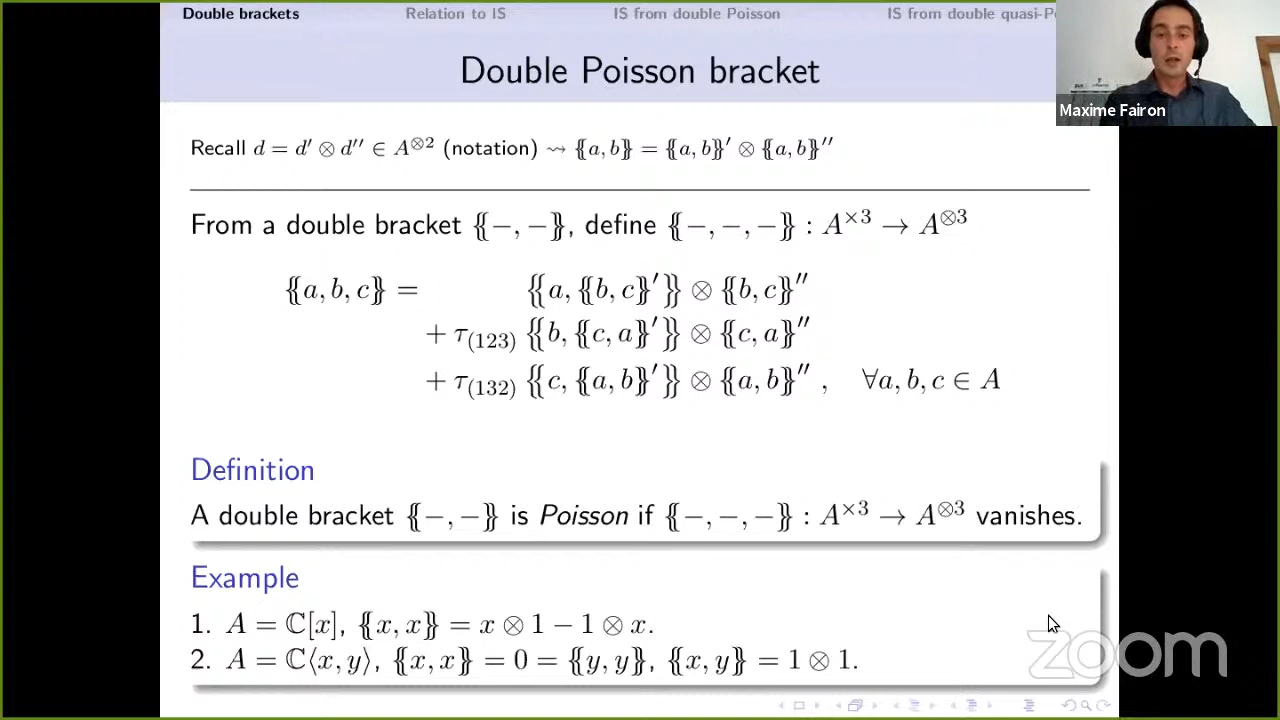 Double brackets Relation to IS IS from double Poisson IS from double quasi-Po
Double Poisson bracket
Maxime Fairon
Recall d = d′ ⊗ d′′ ∈ A^{⊗2} (notation) ⇝ {{a, b}} = {{a, b}}′ ⊗ {{a, b}}′′
From a double bracket {{−, −}}, define {{−, −, −}} : A^{×3} → A^{⊗3}
{{a, b, c}} = {{a, {{b, c}}′}} ⊗ {{b, c}}′′
+ τ_{(123)} {{b, {{c, a}}′}} ⊗ {{c, a}}′′
+ τ_{(132)} {{c, {{a, b}}′}} ⊗ {{a, b}}′′ , ∀a, b, c ∈ A
Definition
A double bracket {{−, −}} is Poisson if {{−, −, −}} : A^{×3} → A^{⊗3} vanishes.
Example
1. A = ℂ[x], {{x, x}} = x ⊗ 1 − 1 ⊗ x.
2. A = ℂ⟨x, y⟩, {{x, x}} = 0 = {{y, y}}, {{x, y}} = 1 ⊗ 1.
zoom